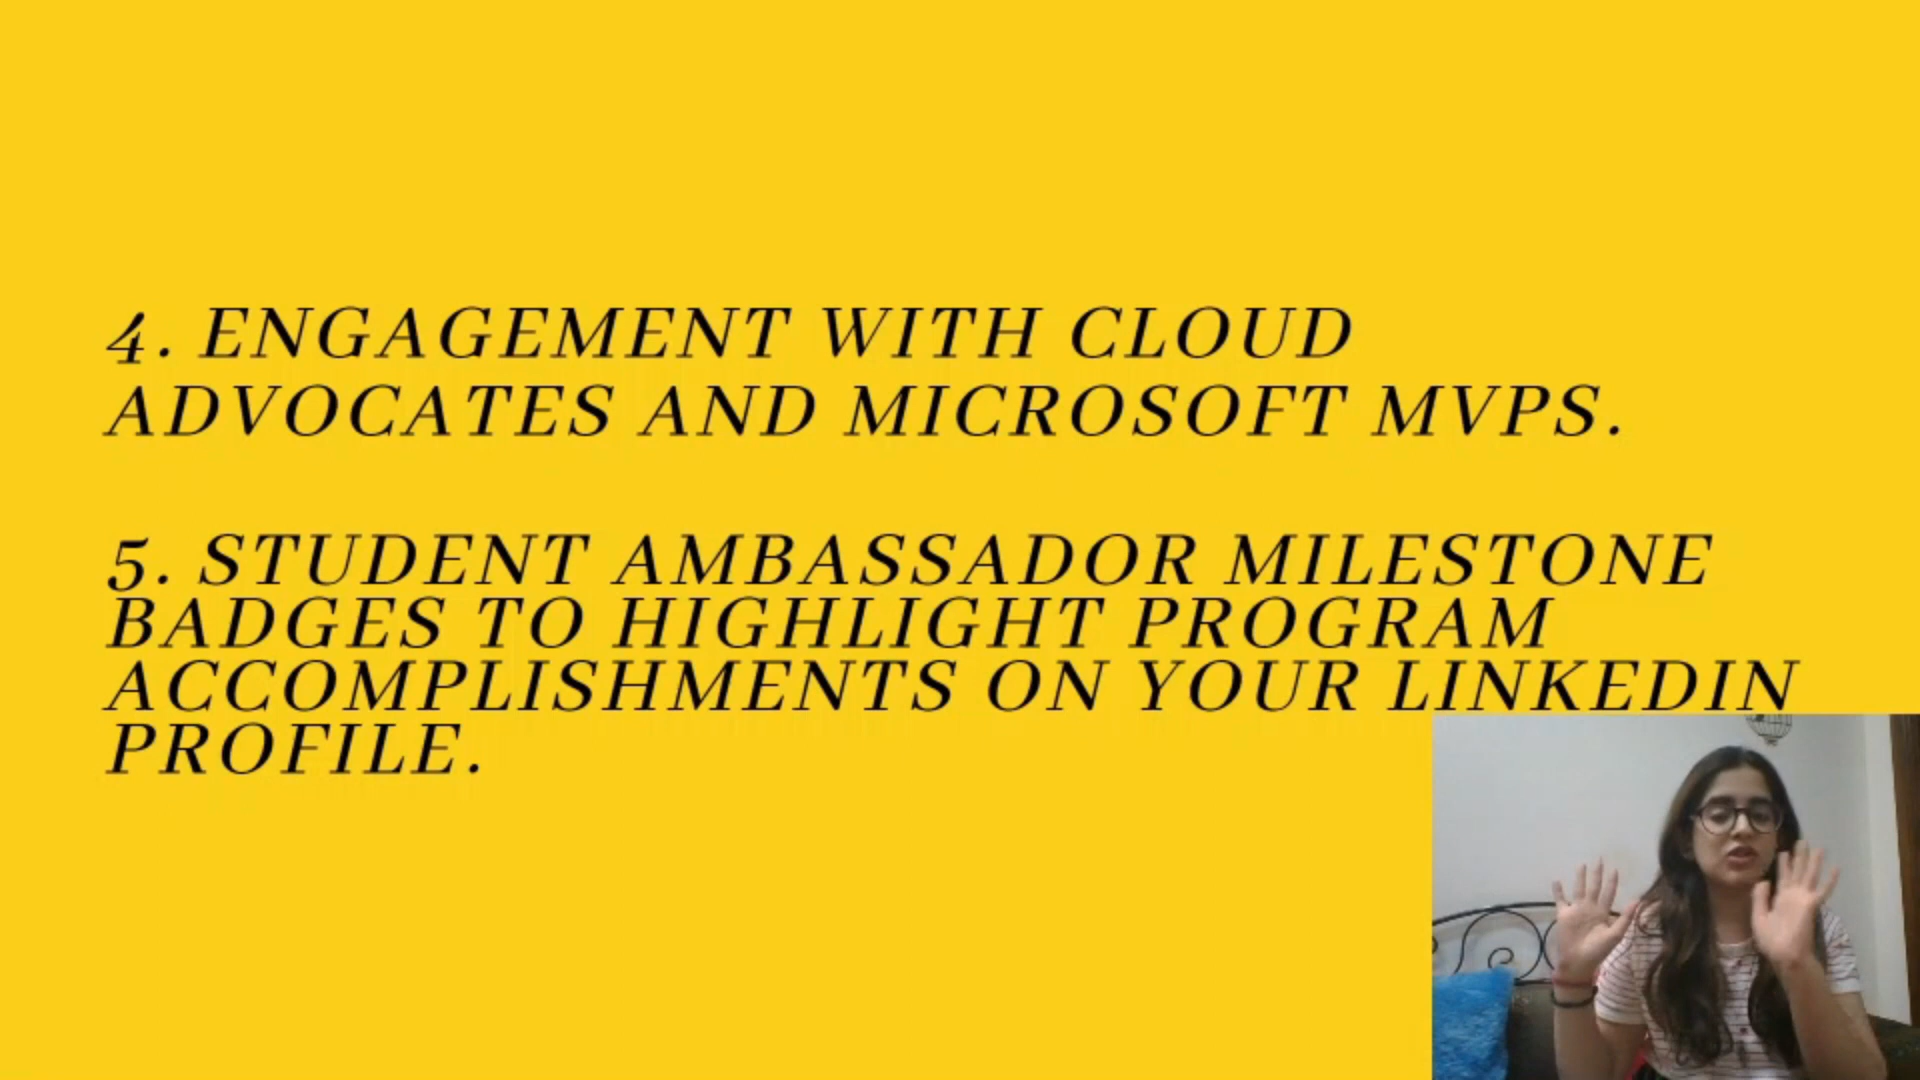 4. ENGAGEMENT WITH CLOUD
ADVOCATES AND MICROSOFT MVPS.
5. STUDENT AMBASSADOR MILESTONE
BADGES TO HIGHLIGHT PROGRAM
ACCOMPLISHMENTS ON YOUR LINKEDIN
PROFILE.